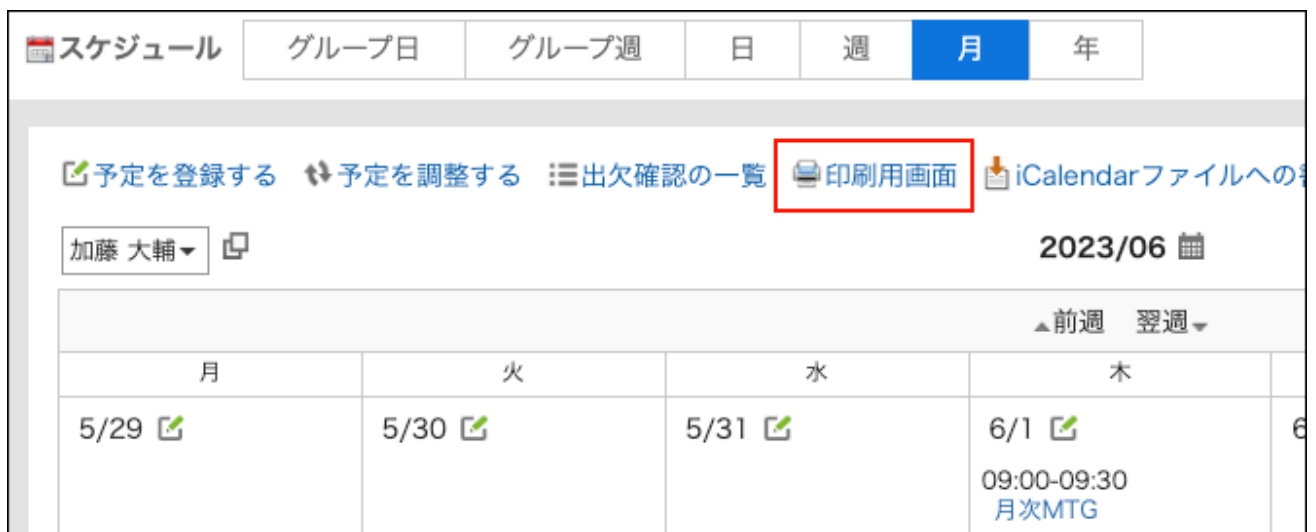 スケジュール グループ日 グループ週 日 週 月 年
予定を登録する 予定を調整する 出欠確認の一覧 印刷用画面 iCalendarファイルへの
加藤 大輔 2023/06
前週 翌週
月 火 水 木
5/29 5/30 5/31 6/1
09:00-09:30
月次MTG